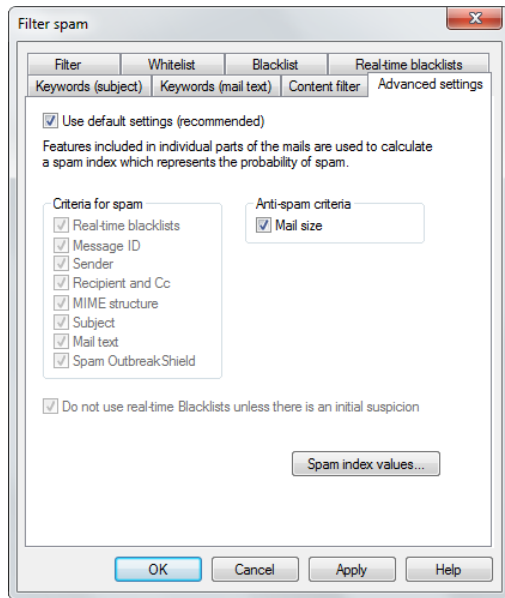 Filter spam
Filter Whitelist Blacklist Real-time blacklists
Keywords (subject) Keywords (mail text) Content filter Advanced settings
Use default settings (recommended)
Features included in individual parts of the mails are used to calculate
a spam index which represents the probability of spam.
Criteria for spam
Real-time blacklists
Message ID
Sender
Recipient and Cc
MIME structure
Subject
Mail text
Spam OutbreakShield
Anti-spam criteria
Mail size
Do not use real-time Blacklists unless there is an initial suspicion
Spam index values...
OK Cancel Apply Help